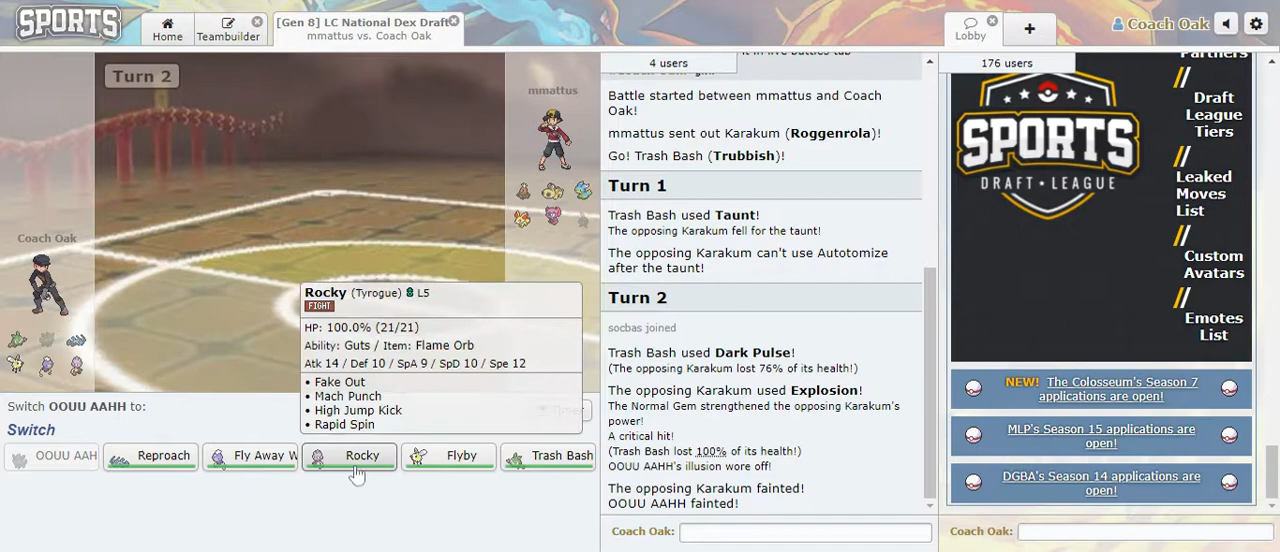 SPORTS
Home
Teambuilder
[Gen 8] LC National Dex Draft
mmattus vs. Coach Oak
Lobby
Coach Oak
Turn 2
mmattus
Coach Oak
Rocky (Tyrogue) L5
FIGHT
HP: 100.0% (21/21)
Ability: Guts / Item: Flame Orb
Atk 14 / Def 10 / SpA 9 / SpD 10 / Spe 12
• Fake Out
• Mach Punch
• High Jump Kick
• Rapid Spin
Timer
Switch OOUU AAHH to:
Switch
OOUU AAH
Reproach
Fly Away W
Rocky
Flyby
Trash Bash
4 users
Battle started between mmattus and Coach
Oak!
mmattus sent out Karakum (Roggenrola)!
Go! Trash Bash (Trubbish)!
Turn 1
Trash Bash used Taunt!
The opposing Karakum fell for the taunt!
The opposing Karakum can't use Autotomize
after the taunt!
Turn 2
socbas joined
Trash Bash used Dark Pulse!
(The opposing Karakum lost 76% of its health!)
The opposing Karakum used Explosion!
The Normal Gem strengthened the opposing Karakum's
power!
A critical hit!
(Trash Bash lost 100% of its health!)
OOUU AAHH's illusion wore off!
The opposing Karakum fainted!
OOUU AAHH fainted!
Coach Oak:
176 users
SPORTS
DRAFT • LEAGUE
Partners
//
Draft
League
Tiers
//
Leaked
Moves
List
//
Custom
Avatars
//
Emotes
List
NEW! The Colosseum's Season 7
applications are open!
MLP's Season 15 applications are
open!
DGBA's Season 14 applications are
open!
Coach Oak: